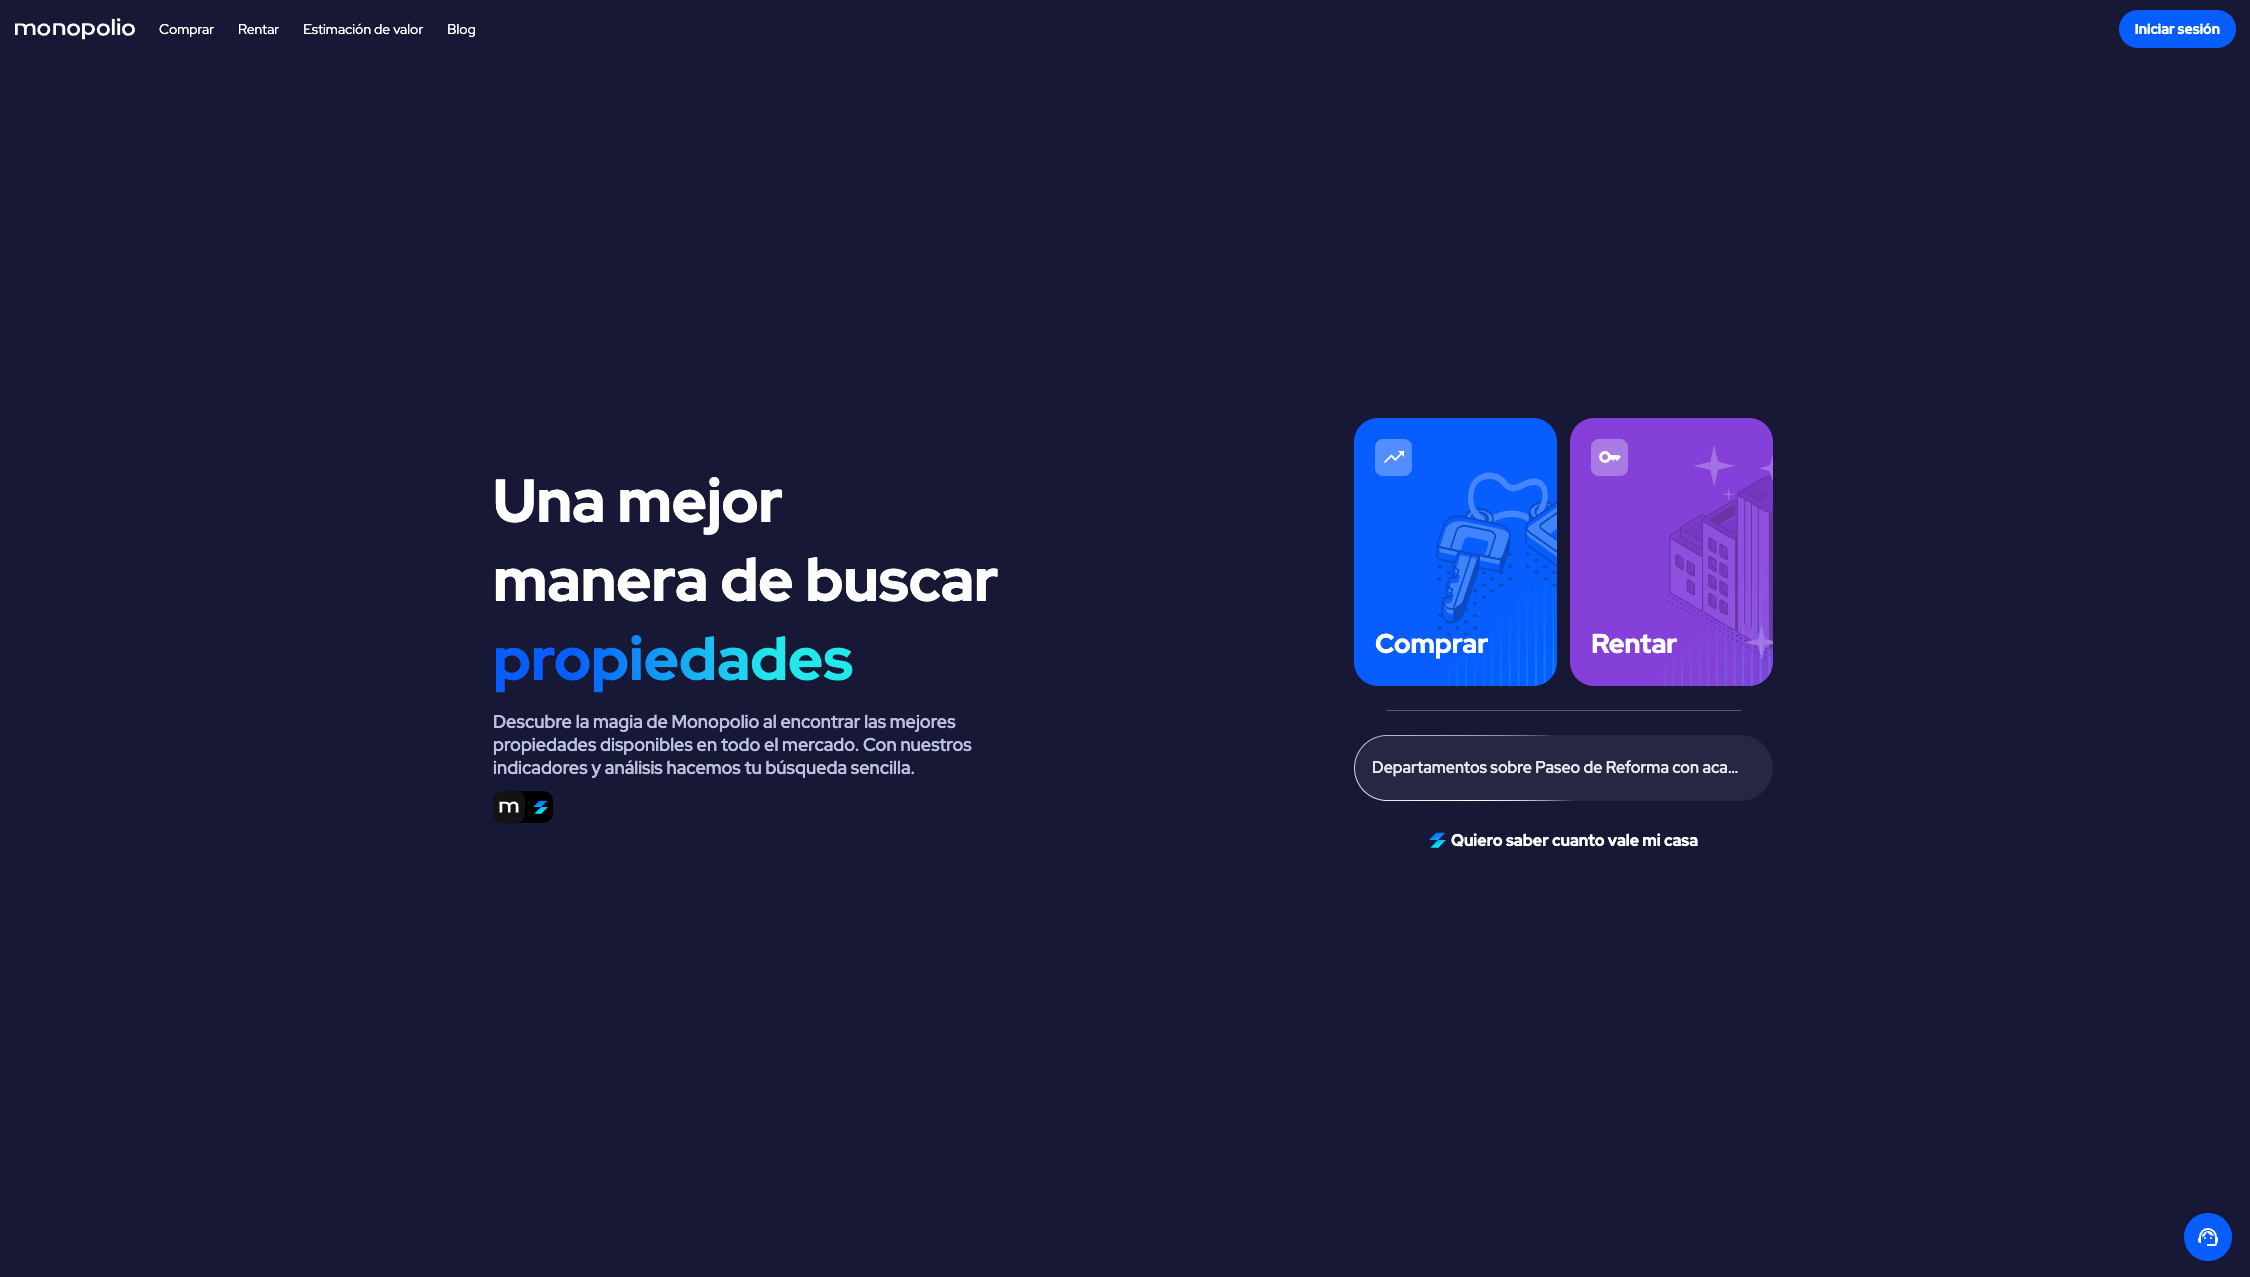 monopolio Comprar Rentar Estimación de valor Blog Iniciar sesión
Una mejor
manera de buscar
propiedades
Descubre la magia de Monopolio al encontrar las mejores
propiedades disponibles en todo el mercado. Con nuestros
indicadores y análisis hacemos tu búsqueda sencilla.
m
Comprar
Rentar
Departamentos sobre Paseo de Reforma con aca...
Quiero saber cuanto vale mi casa